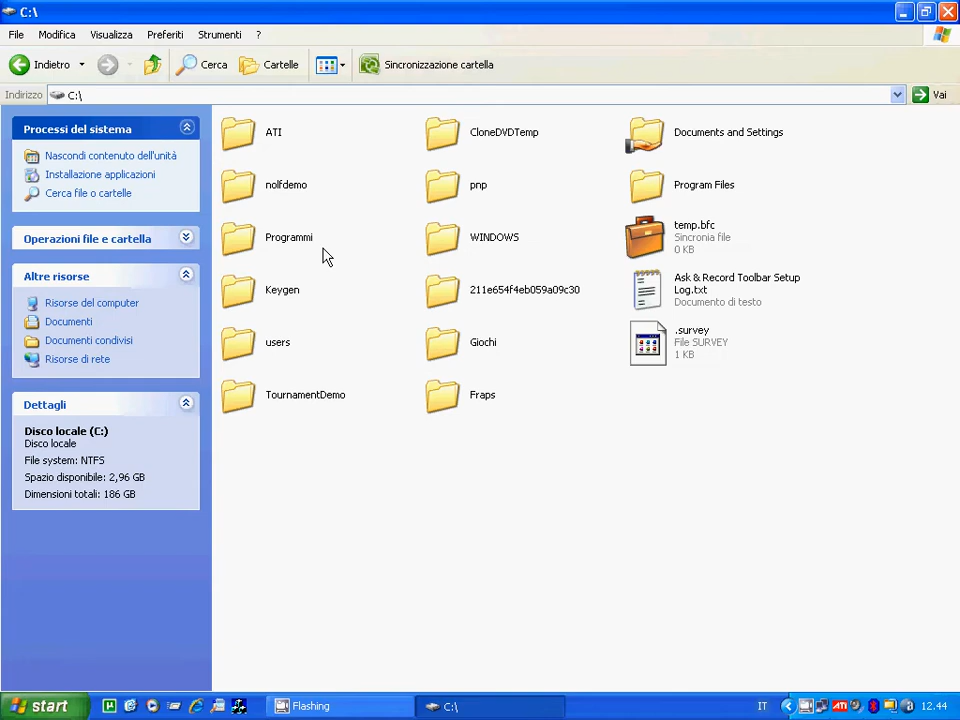 C:\
File Modifica Visualizza Preferiti Strumenti ?
Indietro Cerca Cartelle Sincronizzazione cartella
Indirizzo C:\ Vai
Processi del sistema
Nascondi contenuto dell'unità
Installazione applicazioni
Cerca file o cartelle
Operazioni file e cartella
Altre risorse
Risorse del computer
Documenti
Documenti condivisi
Risorse di rete
Dettagli
Disco locale (C:)
Disco locale
File system: NTFS
Spazio disponibile: 2,96 GB
Dimensioni totali: 186 GB
ATI CloneDVDTemp Documents and Settings
nolfdemo pnp Program Files
Programmi WINDOWS temp.bfc
Sincronia file
0 KB
Keygen 211e654f4eb059a09c30 Ask & Record Toolbar Setup
Log.txt
Documento di testo
users Giochi .survey
File SURVEY
1 KB
TournamentDemo Fraps
start Flashing C:\ IT ATI 12.44